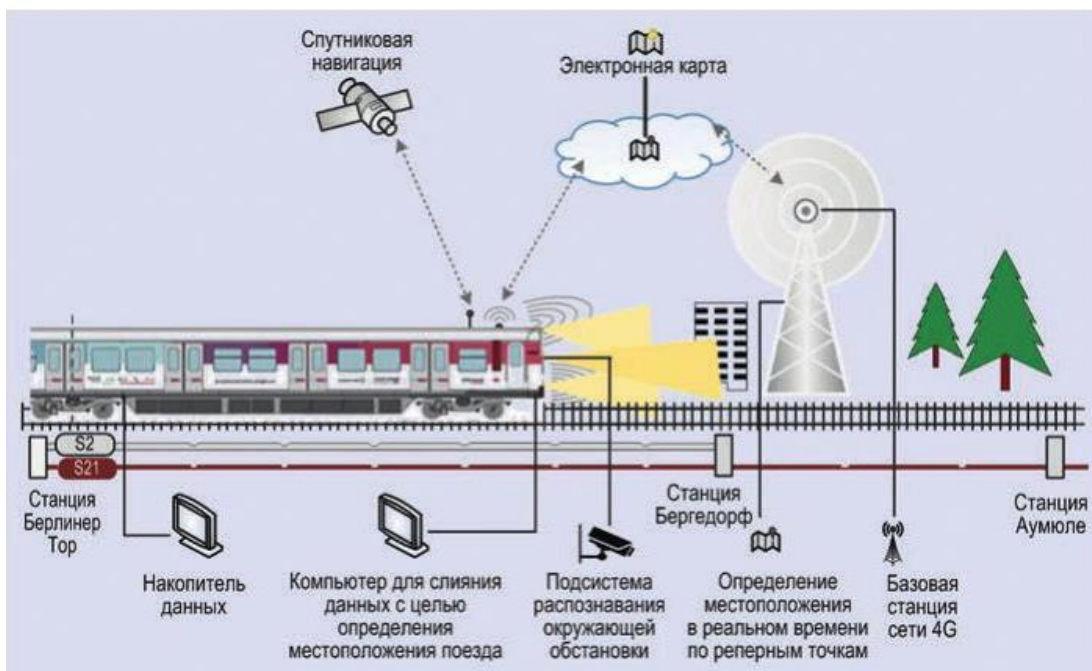 Спутниковая
навигация
Электронная карта
S2
S21
Станция
Берлинер
Тор
Станция
Бергедорф
Станция
Аумюле
Накопитель
данных
Компьютер для слияния
данных с целью
определения
местоположения поезда
Подсистема
распознавания
окружающей
обстановки
Определение
местоположения
в реальном времени
по реперным точкам
Базовая
станция
сети 4G